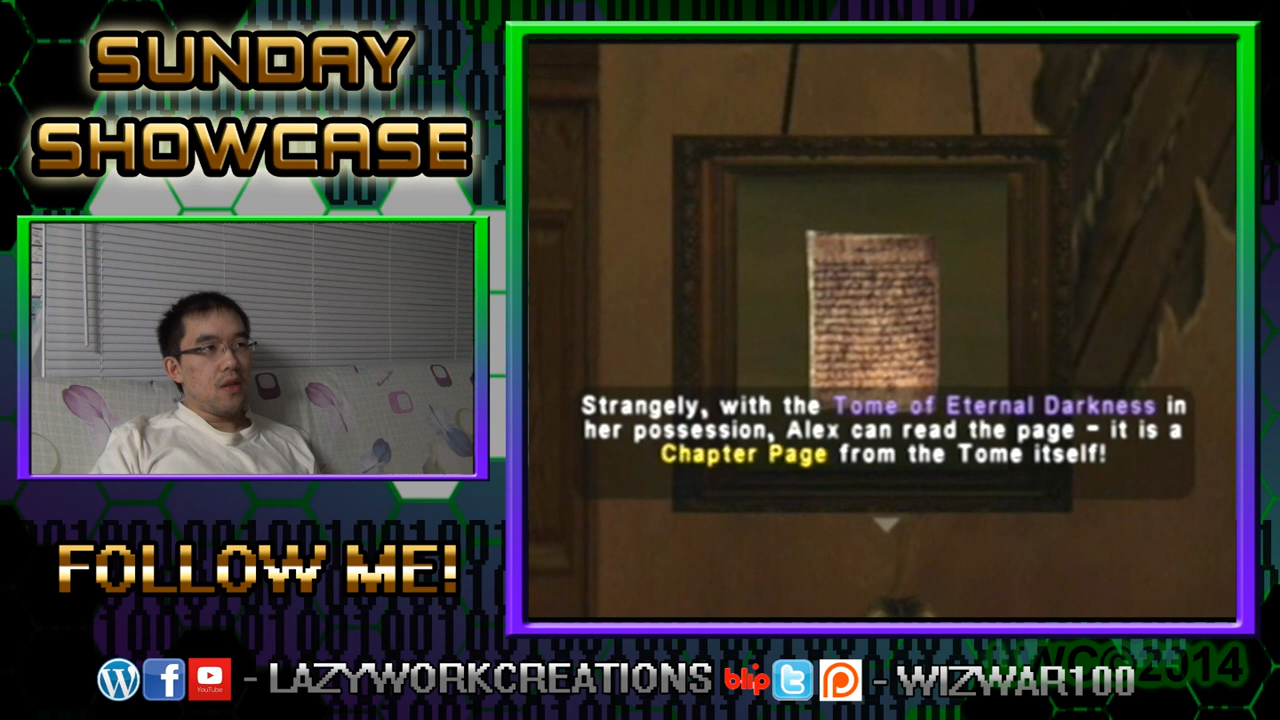 SUNDAY
SHOWCASE
Strangely, with the Tome of Eternal Darkness in
her possession, Alex can read the page - it is a
Chapter Page from the Tome itself!
FOLLOW ME!
YouTube - LAZYWORKCREATIONS blip - WIZWAR100